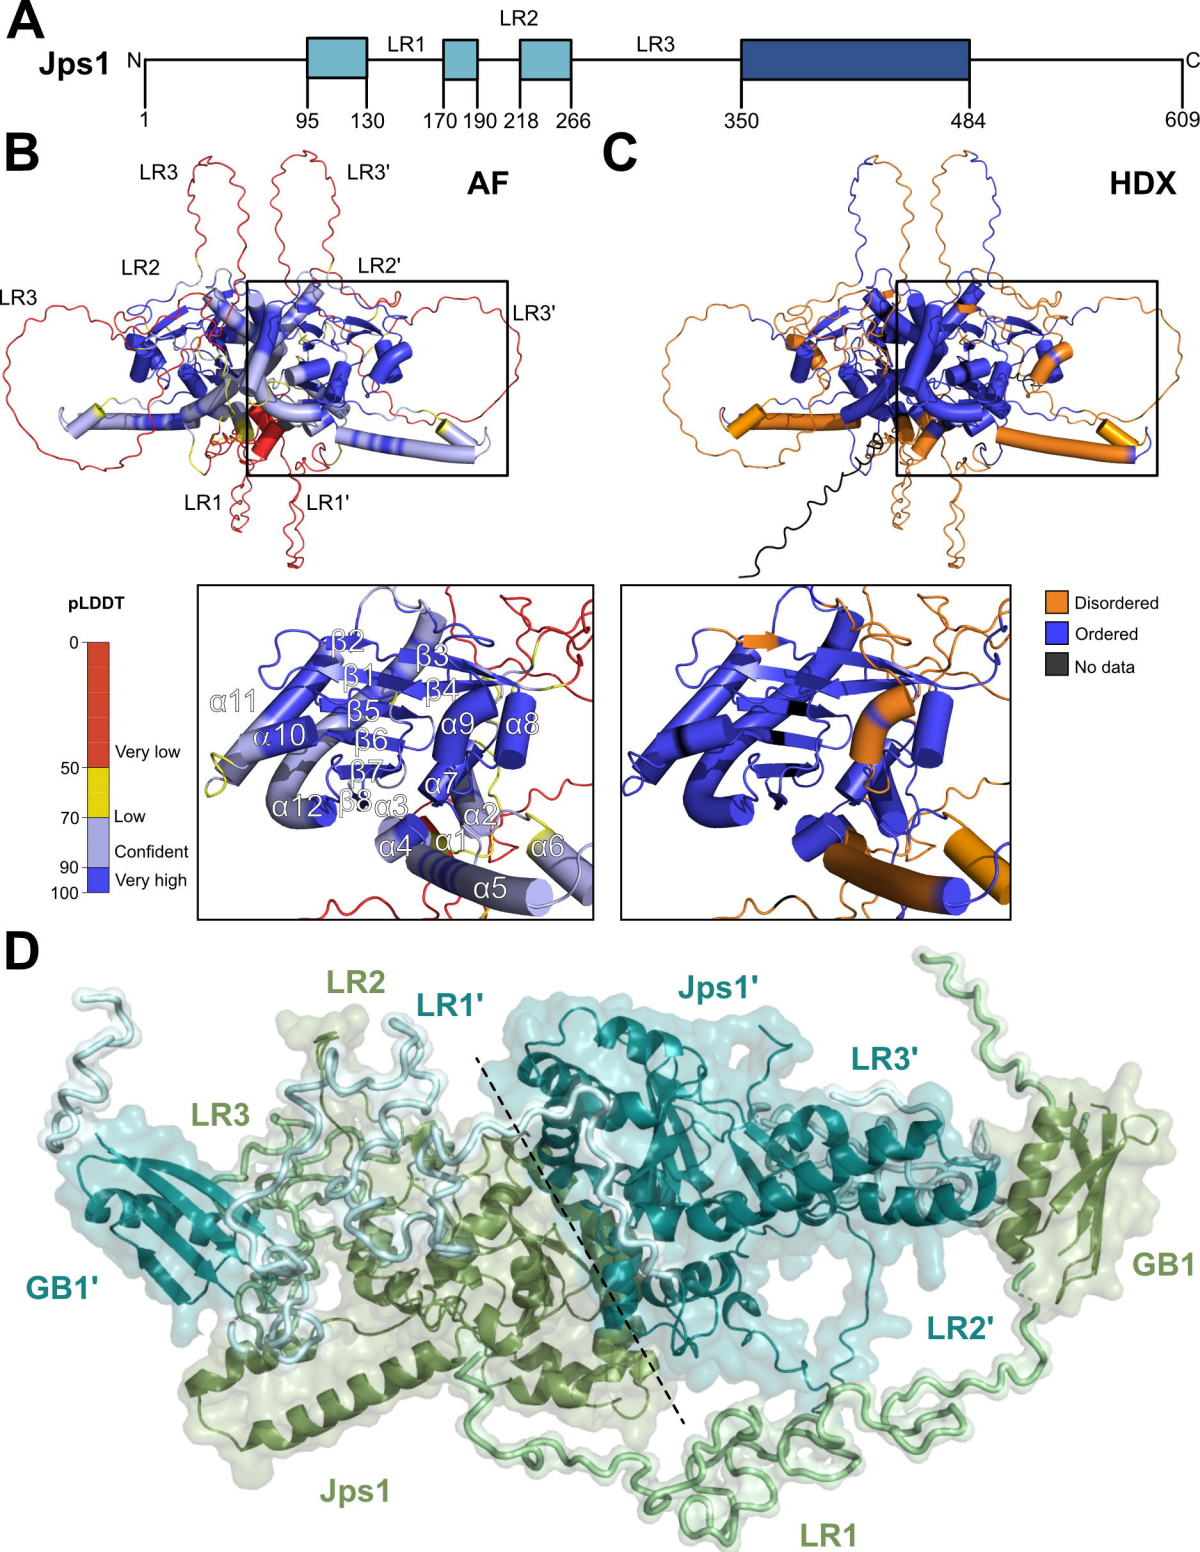 A
LR2
Jps1
N
LR1
LR3
C
1
95
130
170
190
218
266
350
484
609
B
LR3
LR3'
AF
LR2
LR2'
LR3
LR3'
LR1
LR1'
C
HDX
pLDDT
0
Very low
50
Low
70
Confident
90
Very high
100
β2
β3
β1
β4
α11
β5
α9
α8
α10
β6
β7
α7
α12
β8
α3
α2
α4
α1
α6
α5
Disordered
Ordered
No data
D
LR2
LR1'
Jps1'
LR3'
LR3
GB1'
GB1
LR2'
Jps1
LR1